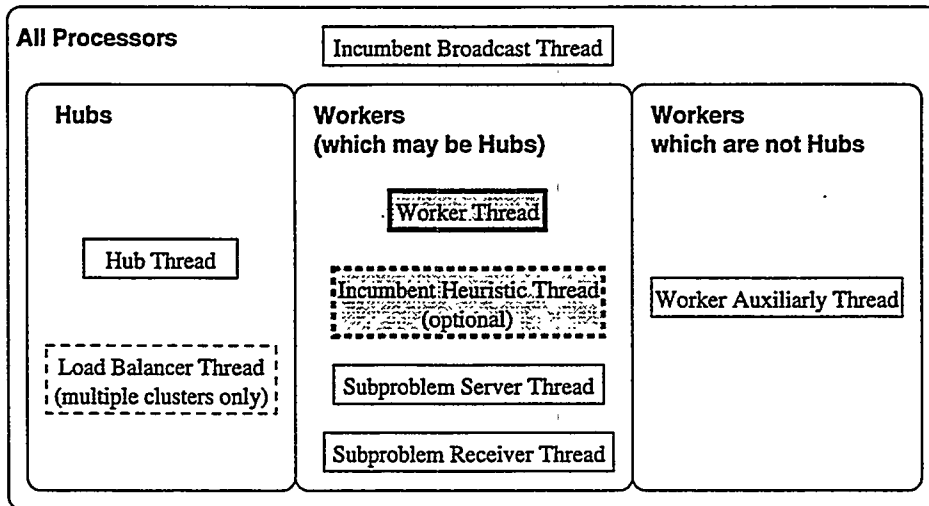 All Processors
Incumbent Broadcast Thread
Hubs
Hub Thread
Load Balancer Thread
(multiple clusters only)
Workers
(which may be Hubs)
Worker Thread
Incumbent Heuristic Thread
(optional)
Subproblem Server Thread
Subproblem Receiver Thread
Workers
which are not Hubs
Worker Auxiliarly Thread